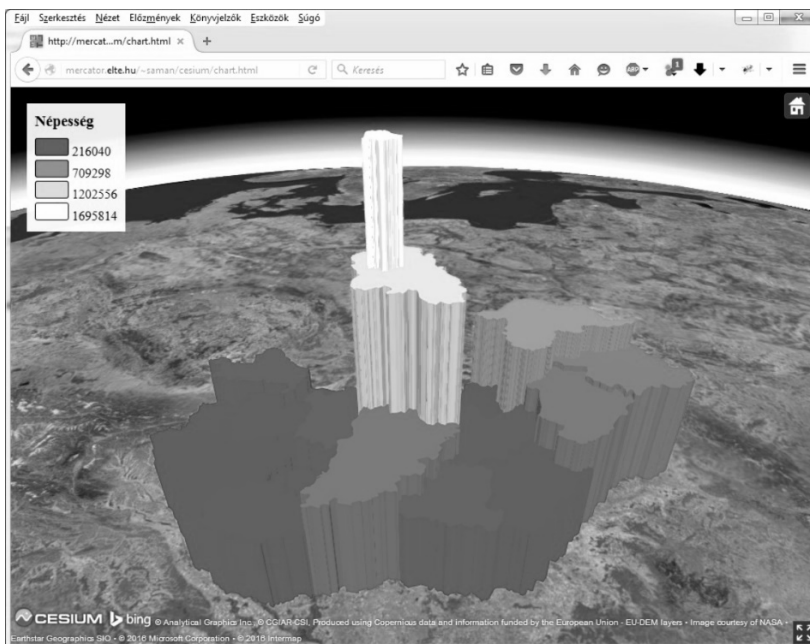 Fájl Szerkesztés Nézet Előzmények Könyvjelzők Eszközök Súgó
http://mercat...m/chart.html × +
mercator.elte.hu/~saman/cesium/chart.html Keresés ABP 1
Népesség
216040
709298
1202556
1695814
CESIUM bing © Analytical Graphics Inc., © CGIAR-CSI, Produced using Copernicus data and information funded by the European Union - EU-DEM layers • Image courtesy of NASA •
Earthstar Geographics SIO • © 2016 Microsoft Corporation • © 2016 Intermap